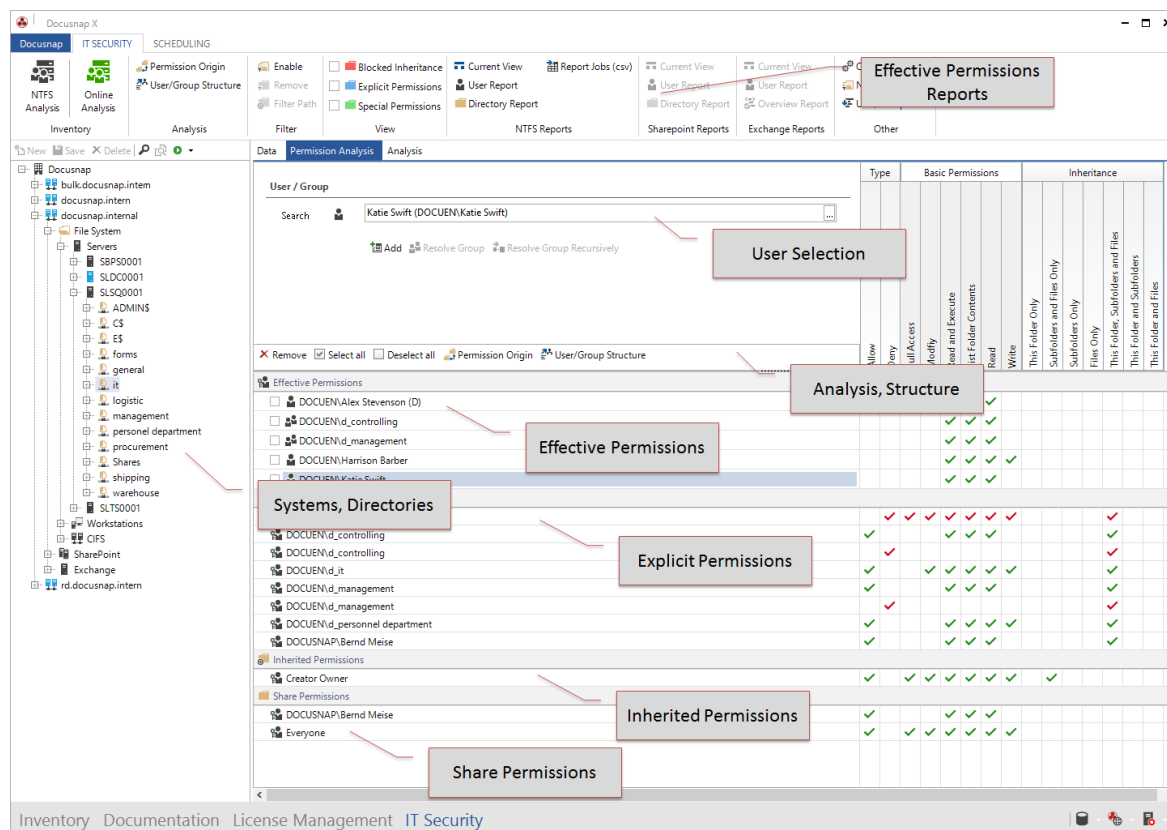 Docusnap X
Docusnap IT SECURITY SCHEDULING
NTFS Analysis
Online Analysis
Inventory
Permission Origin
User/Group Structure
Analysis
Enable
Remove
Filter Path
Filter
Blocked Inheritance
Explicit Permissions
Special Permissions
View
Current View
User Report
Directory Report
Report Jobs (csv)
NTFS Reports
Current View
User Report
Directory Report
Sharepoint Reports
Current View
User Report
Overview Report
Exchange Reports
Other
Effective Permissions
Reports
New Save Delete
Data Permission Analysis Analysis
Docusnap
bulk.docusnap.intem
docusnap.intern
docusnap.internal
File System
Servers
SBPS0001
SLDC0001
SLSQ0001
ADMIN$
C$
E$
forms
general
it
logistic
management
personel department
procurement
Shares
shipping
warehouse
SLTS0001
Workstations
CIFS
SharePoint
Exchange
rd.docusnap.intern
User / Group
Search Katie Swift (DOCUEN\Katie Swift) ...
Add Resolve Group Resolve Group Recursively
User Selection
Type Basic Permissions Inheritance
Allow
Deny
Full Access
Modfiy
Read and Execute
List Folder Contents
Read
Write
This Folder Only
Subfolders and Files Only
Subfolders Only
Files Only
This Folder, Subfolders and Files
This Folder and Subfolders
This Folder and Files
Remove Select all Deselect all Permission Origin User/Group Structure
Analysis, Structure
Effective Permissions
DOCUEN\Alex Stevenson (D)
DOCUEN\d_controlling
DOCUEN\d_management
DOCUEN\Harrison Barber
DOCUEN\Katie Swift
Effective Permissions
Systems, Directories
DOCUEN\d_controlling
DOCUEN\d_controlling
DOCUEN\d_it
DOCUEN\d_management
DOCUEN\d_management
DOCUEN\d_personnel department
DOCUSNAP\Bernd Meise
Explicit Permissions
Inherited Permissions
Creator Owner
Share Permissions
DOCUSNAP\Bernd Meise
Everyone
Inherited Permissions
Share Permissions
Inventory Documentation License Management IT Security